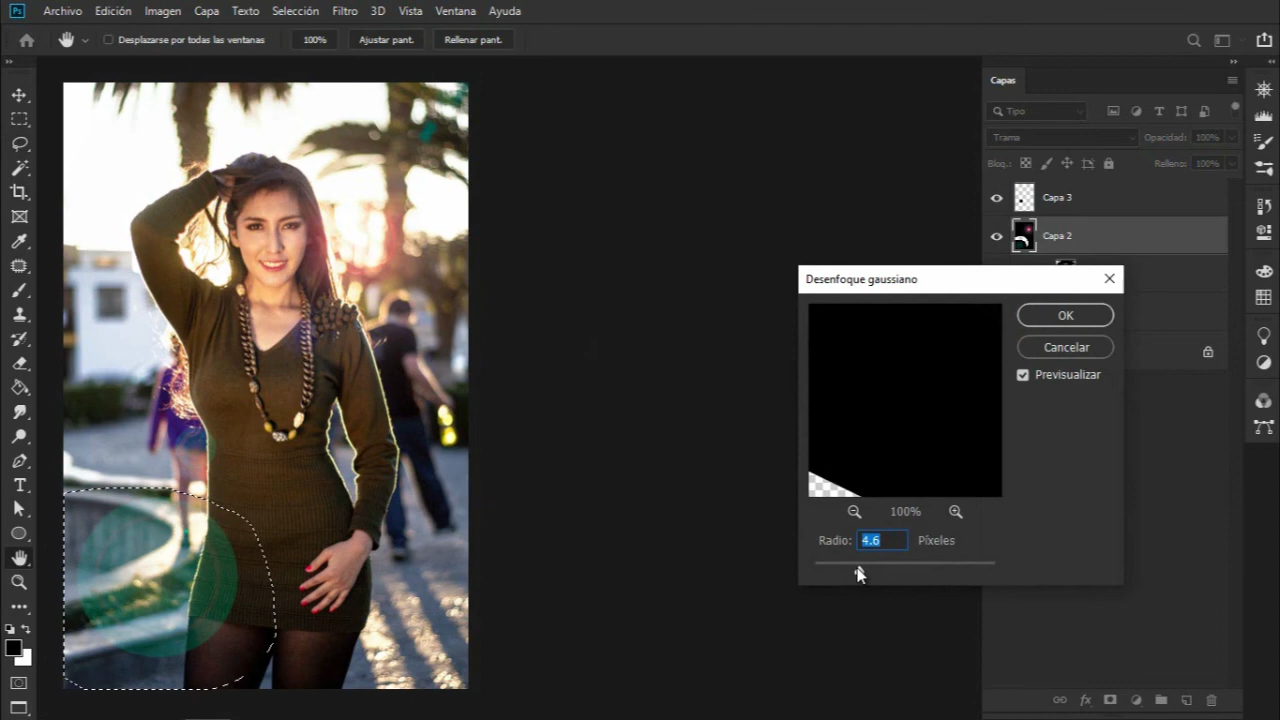 Ps Archivo Edición Imagen Capa Texto Selección Filtro 3D Vista Ventana Ayuda
Desplazarse por todas las ventanas 100% Ajustar pant. Rellenar pant.
Capas
Tipo
Trama Opacidad: 100%
Bloq.: Relleno: 100%
Capa 3
Capa 2
Desenfoque gaussiano
OK
Cancelar
Previsualizar
100%
Radio: 4.6 Píxeles